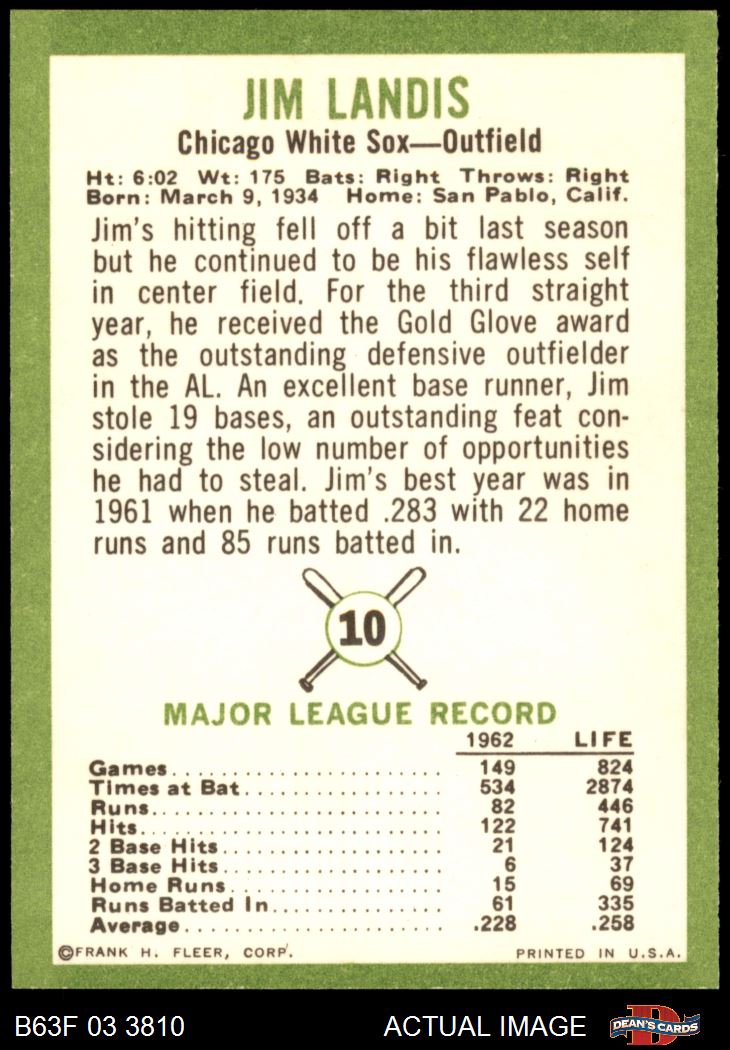 JIM LANDIS
Chicago White Sox—Outfield
Ht: 6:02 Wt: 175 Bats: Right Throws: Right
Born: March 9, 1934 Home: San Pablo, Calif.
Jim's hitting fell off a bit last season
but he continued to be his flawless self
in center field. For the third straight
year, he received the Gold Glove award
as the outstanding defensive outfielder
in the AL. An excellent base runner, Jim
stole 19 bases, an outstanding feat con-
sidering the low number of opportunities
he had to steal. Jim's best year was in
1961 when he batted .283 with 22 home
runs and 85 runs batted in.
10
MAJOR LEAGUE RECORD
1962 LIFE
Games........................ 149 824
Times at Bat................. 534 2874
Runs......................... 82 446
Hits......................... 122 741
2 Base Hits.................. 21 124
3 Base Hits.................. 6 37
Home Runs.................... 15 69
Runs Batted In............... 61 335
Average...................... .228 .258
©FRANK H. FLEER, CORP. PRINTED IN U.S.A.
B63F 03 3810 ACTUAL IMAGE D DEAN'S CARDS